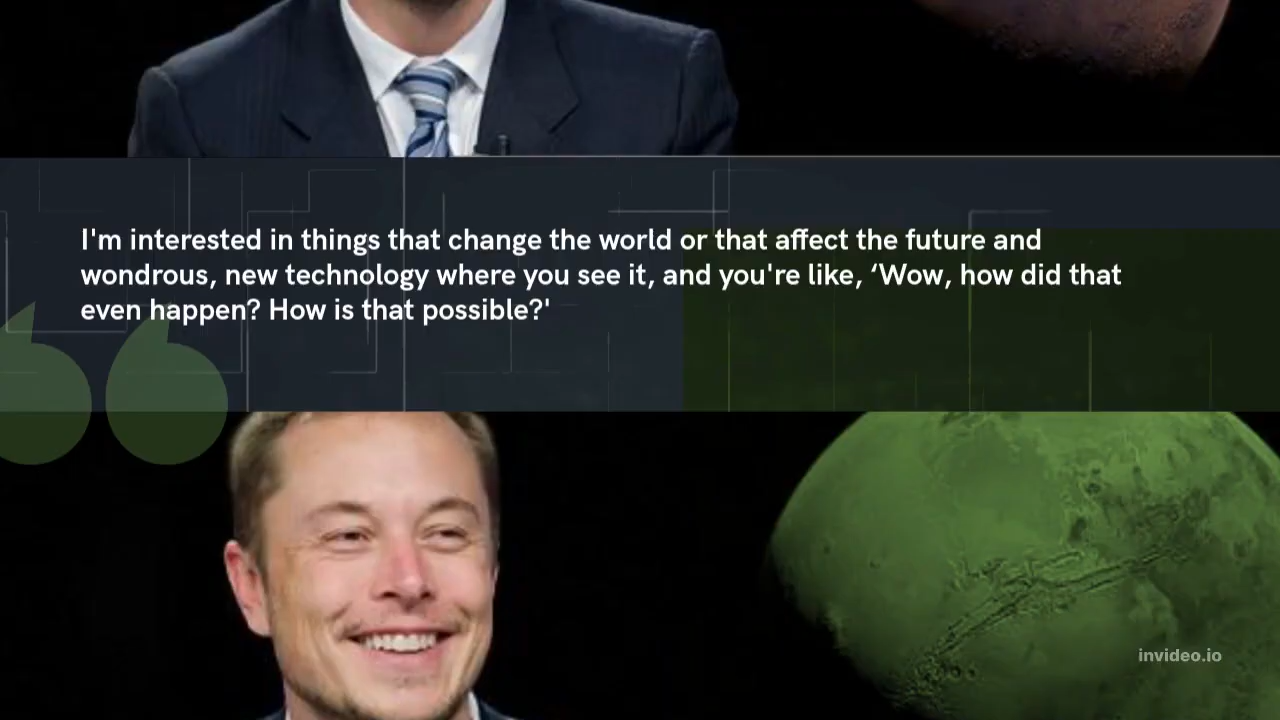 I'm interested in things that change the world or that affect the future and
wondrous, new technology where you see it, and you're like, ‘Wow, how did that
even happen? How is that possible?'
invideo.io